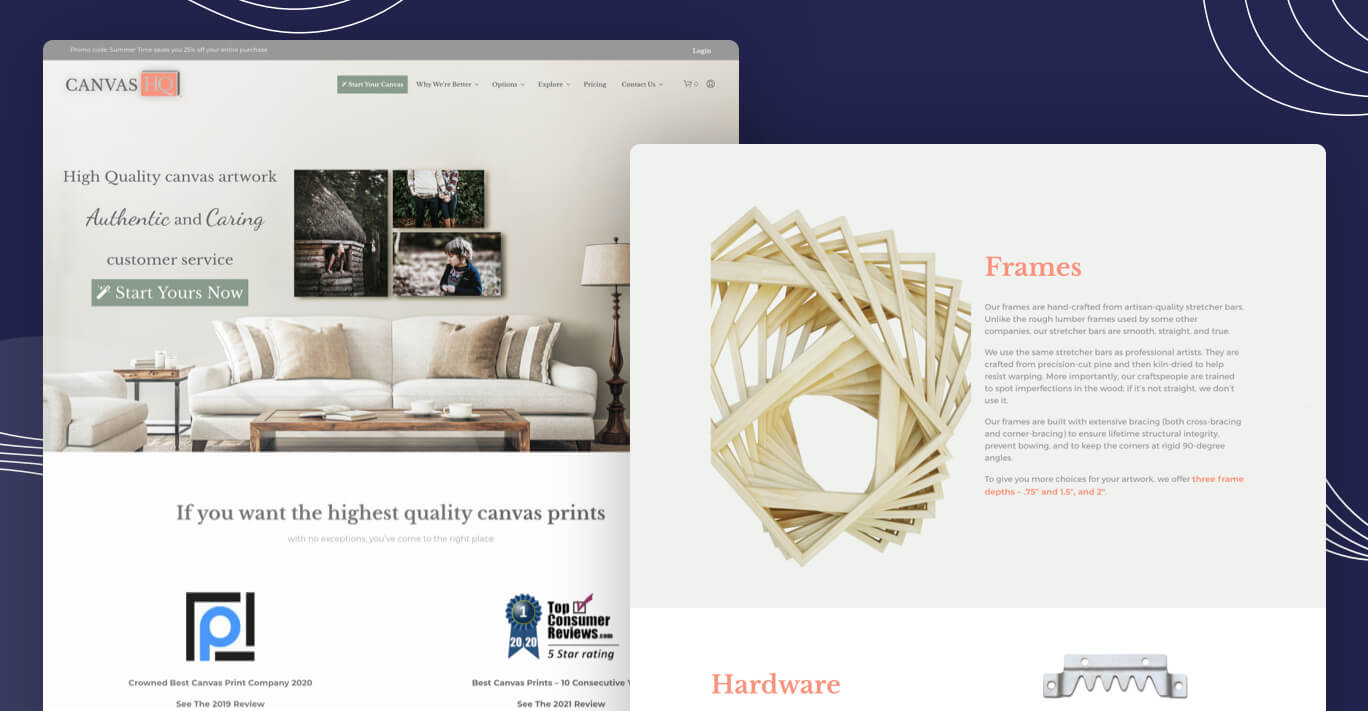 Promo code: Summer Time saves you 25% off your entire purchase
Login
CANVAS HQ
Start Your Canvas
Why We're Better
Options
Explore
Pricing
Contact Us
0
High Quality canvas artwork
Authentic and Caring
customer service
Start Yours Now
If you want the highest quality canvas prints
with no exceptions, you've come to the right place
1
2020
Top
Consumer
Reviews.com
5 Star rating
Crowned Best Canvas Print Company 2020
See The 2019 Review
Best Canvas Prints – 10 Consecutive
See The 2021 Review
Frames
Our frames are hand-crafted from artisan-quality stretcher bars.
Unlike the rough lumber frames used by some other
companies, our stretcher bars are smooth, straight, and true.
We use the same stretcher bars as professional artists. They are
crafted from precision-cut pine and then kiln-dried to help
resist warping. More importantly, our craftspeople are trained
to spot imperfections in the wood; if it's not straight, we don't
use it.
Our frames are built with extensive bracing (both cross-bracing
and corner-bracing) to ensure lifetime structural integrity,
prevent bowing, and to keep the corners at rigid 90-degree
angles.
To give you more choices for your artwork, we offer three frame
depths – .75" and 1.5", and 2".
Hardware